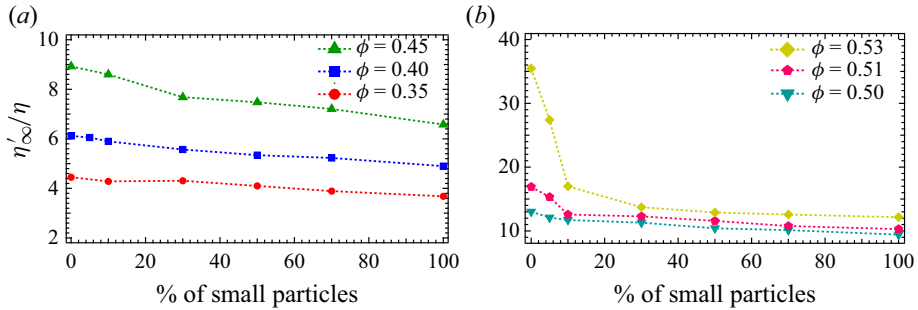 (a)
10
8
6
4
2
η′∞/η
0 20 40 60 80 100
% of small particles
ϕ = 0.45
ϕ = 0.40
ϕ = 0.35
(b)
40
30
20
10
0 20 40 60 80 100
% of small particles
ϕ = 0.53
ϕ = 0.51
ϕ = 0.50